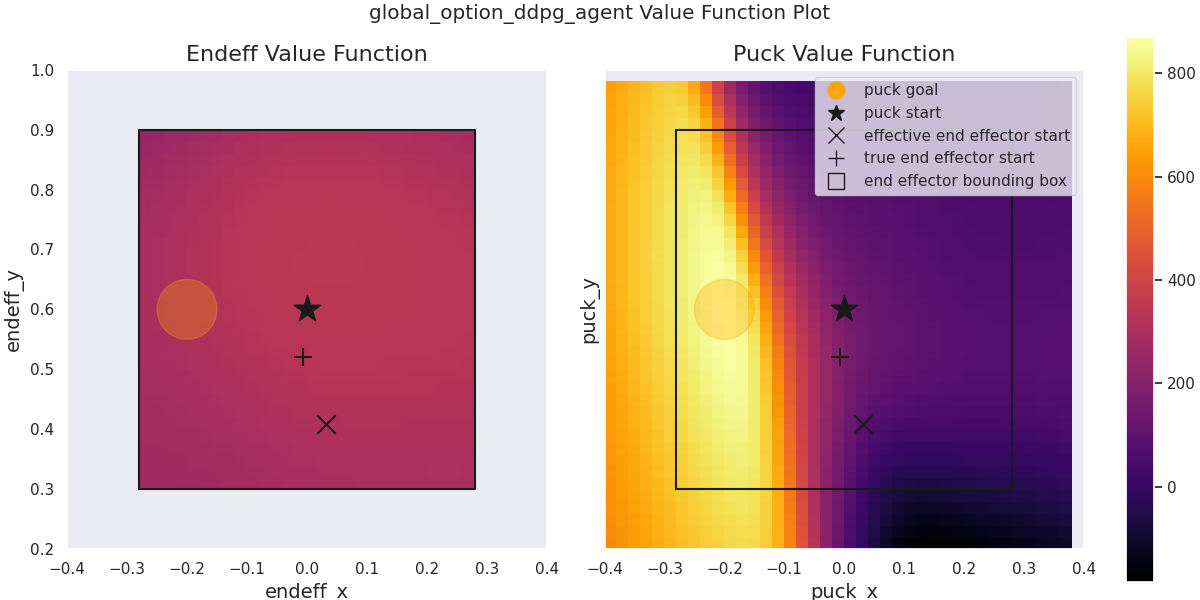 global_option_ddpg_agent Value Function Plot
Endeff Value Function
1.0
0.9
0.8
0.7
0.6
0.5
0.4
0.3
0.2
endeff_y
−0.4 −0.3 −0.2 −0.1 0.0 0.1 0.2 0.3 0.4
endeff_x
Puck Value Function
puck goal
puck start
effective end effector start
true end effector start
end effector bounding box
puck_y
−0.4 −0.3 −0.2 −0.1 0.0 0.1 0.2 0.3 0.4
puck_x
800
600
400
200
0